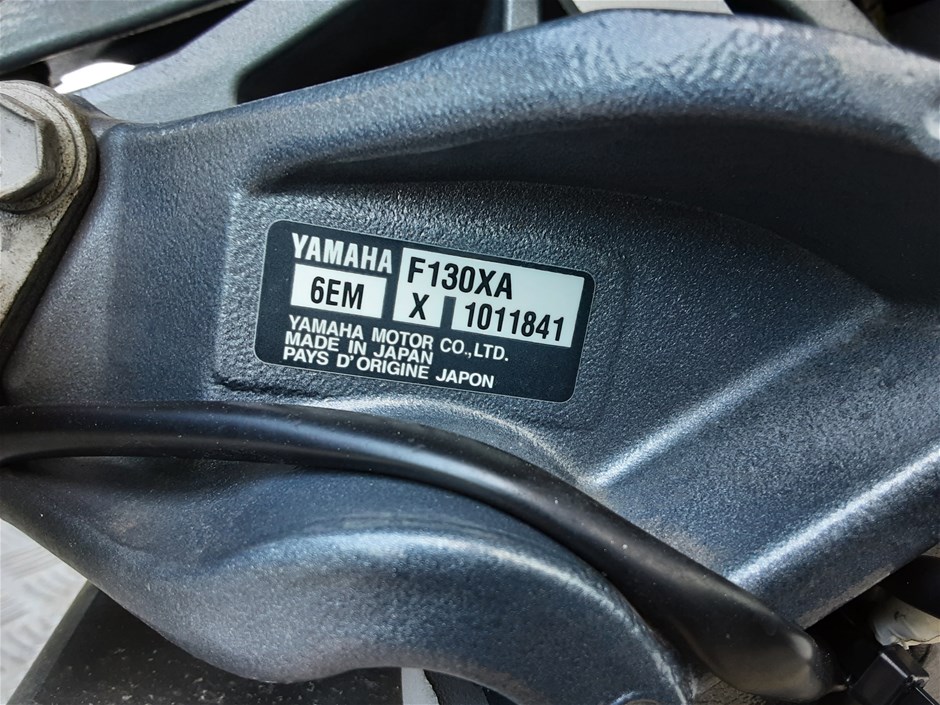 YAMAHA F130XA
6EM X 1011841
YAMAHA MOTOR CO.,LTD.
MADE IN JAPAN
PAYS D'ORIGINE JAPON